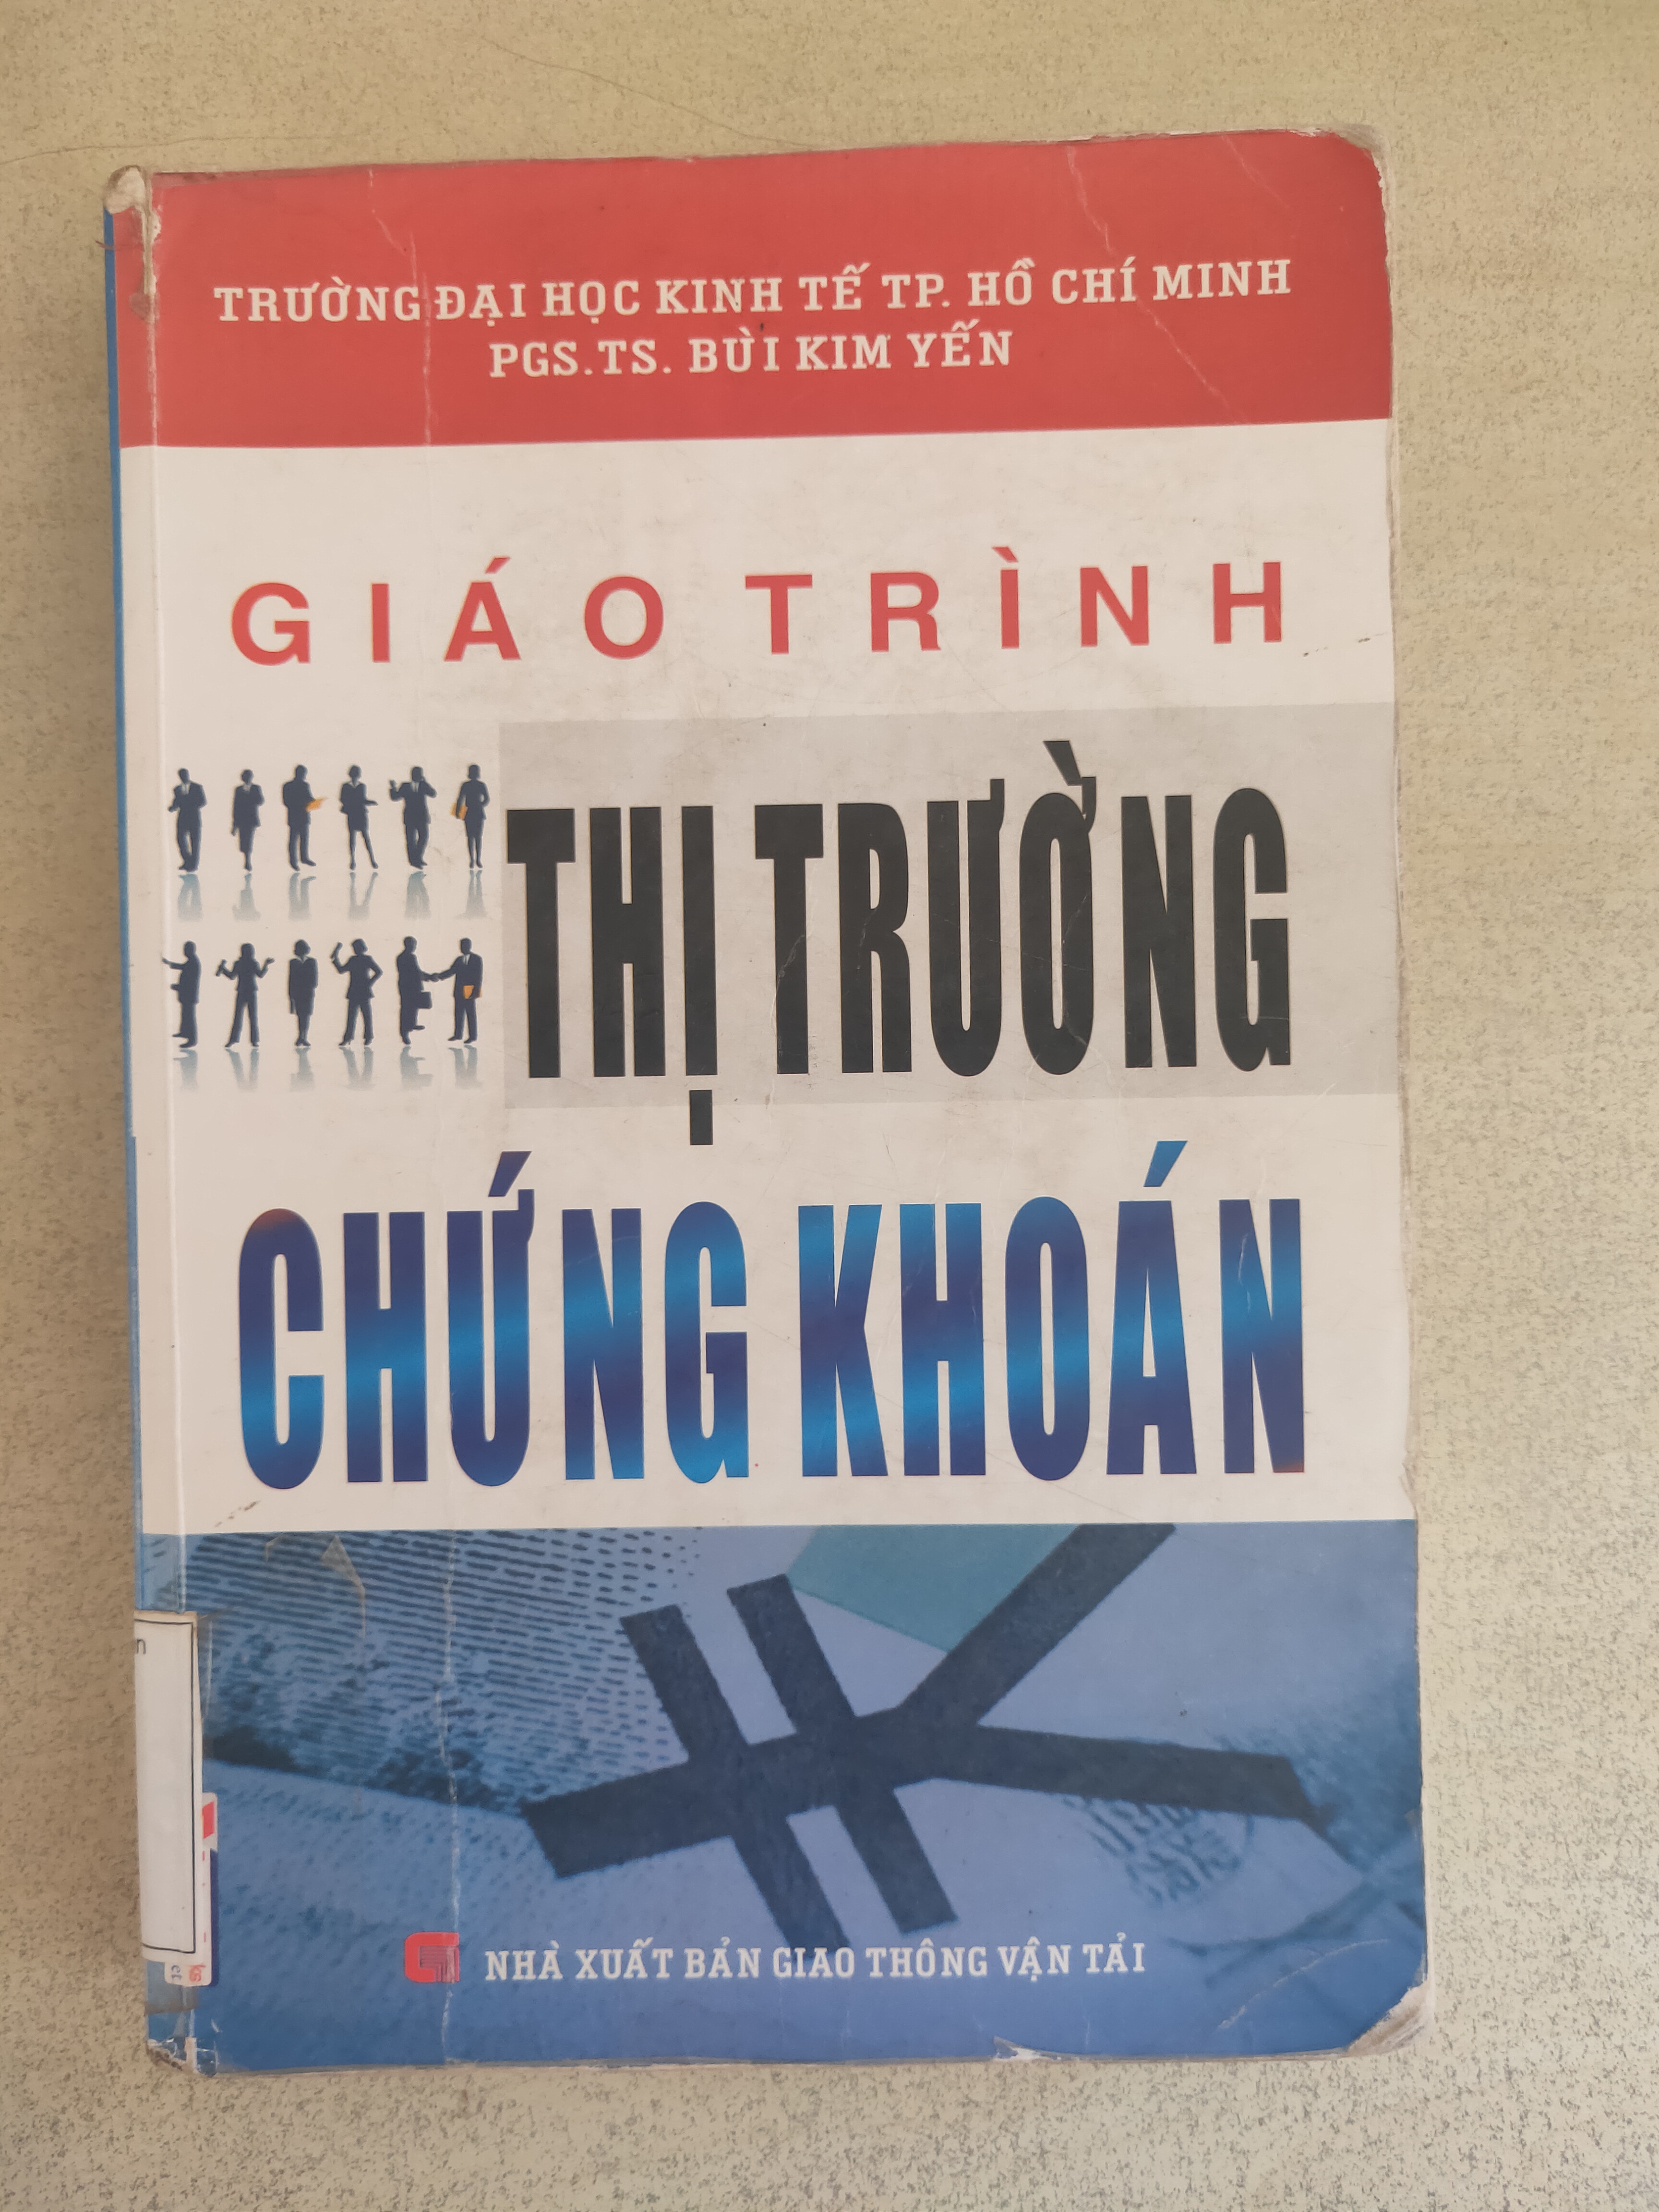 TRƯỜNG ĐẠI HỌC KINH TẾ TP. HỒ CHÍ MINH
PGS.TS. BÙI KIM YẾN
GIÁO TRÌNH
THỊ TRƯỜNG
CHỨNG KHOÁN
NHÀ XUẤT BẢN GIAO THÔNG VẬN TẢI